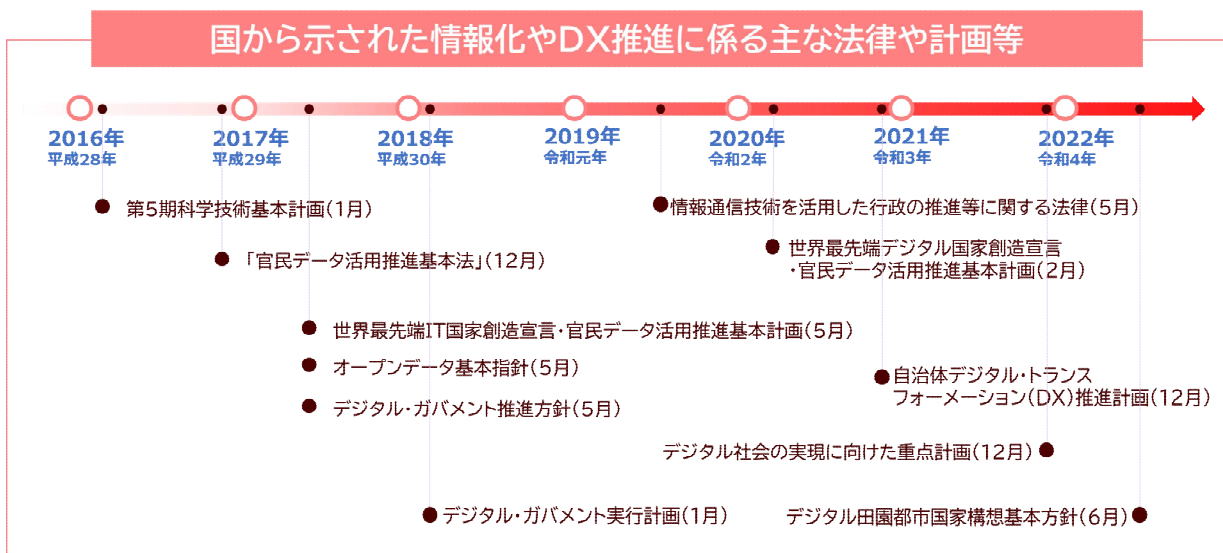 国から示された情報化やDX推進に係る主な法律や計画等
2016年
平成28年
2017年
平成29年
2018年
平成30年
2019年
令和元年
2020年
令和2年
2021年
令和3年
2022年
令和4年
第5期科学技術基本計画(1月)
情報通信技術を活用した行政の推進等に関する法律(5月)
「官民データ活用推進基本法」(12月)
世界最先端デジタル国家創造宣言
・官民データ活用推進基本計画(2月)
世界最先端IT国家創造宣言・官民データ活用推進基本計画(5月)
オープンデータ基本指針(5月)
デジタル・ガバメント推進方針(5月)
自治体デジタル・トランス
フォーメーション(DX)推進計画(12月)
デジタル社会の実現に向けた重点計画(12月)
デジタル・ガバメント実行計画(1月)
デジタル田園都市国家構想基本方針(6月)